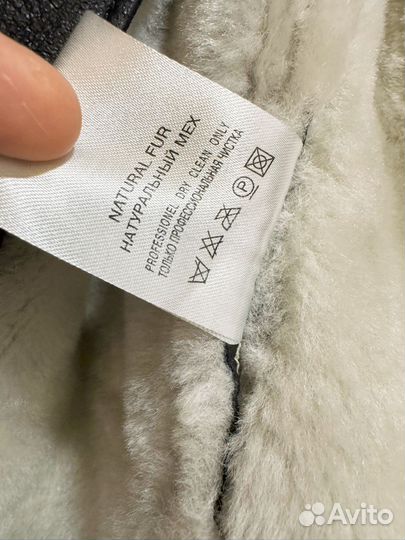 NATURAL FUR
НАТУРАЛЬНЫЙ МЕХ
PROFESSIONEL DRY CLEAN ONLY
ТОЛЬКО ПРОФЕССИОНАЛЬНАЯ ЧИСТКА
P
Avito